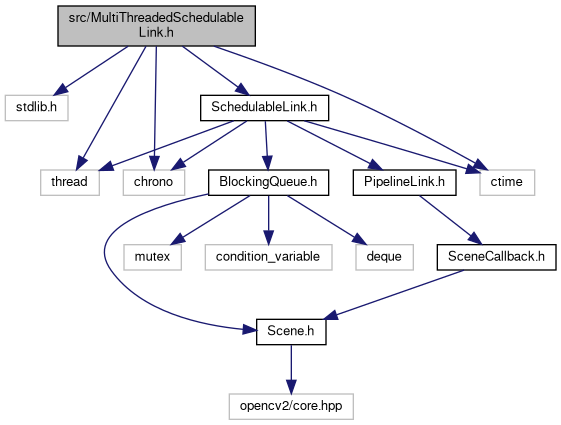 src/MultiThreadedSchedulable
Link.h
stdlib.h
SchedulableLink.h
thread
chrono
BlockingQueue.h
PipelineLink.h
ctime
mutex
condition_variable
deque
SceneCallback.h
Scene.h
opencv2/core.hpp